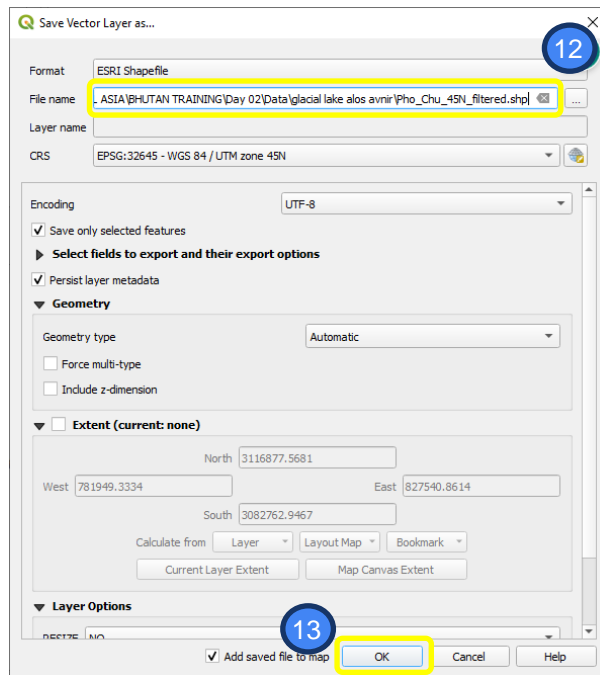 Save Vector Layer as...
12
Format ESRI Shapefile
File name . ASIA\BHUTAN TRAINING\Day 02\Data\glacial lake alos avnir\Pho_Chu_45N_filtered.shp ...
Layer name
CRS EPSG:32645 - WGS 84 / UTM zone 45N
Encoding UTF-8
Save only selected features
Select fields to export and their export options
Persist layer metadata
Geometry
Geometry type Automatic
Force multi-type
Include z-dimension
Extent (current: none)
North 3116877.5681
West 781949.3334 East 827540.8614
South 3082762.9467
Calculate from Layer Layout Map Bookmark
Current Layer Extent Map Canvas Extent
Layer Options
RESIZE NO
13
Add saved file to map OK Cancel Help